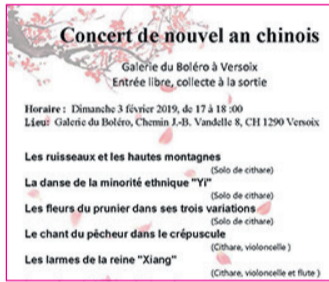 Concert de nouvel an chinois
Galerie du Boléro à Versoix
Entrée libre, collecte à la sortie
Horaire : Dimanche 3 février 2019, de 17 à 18 :00
Lieu: Galerie du Boléro, Chemin J.-B. Vandelle 8, CH 1290 Versoix
Les ruisseaux et les hautes montagnes
(Solo de cithare)
La danse de la minorité ethnique "Yi"
(Solo de cithare)
Les fleurs du prunier dans ses trois variations
(Solo de cithare)
Le chant du pêcheur dans le crépuscule
(Cithare, violoncelle )
Les larmes de la reine "Xiang"
(Cithare, violoncelle et flute )